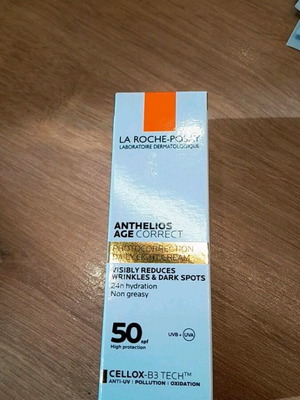 LA ROCHE-POSAY
LABORATOIRE DERMATOLOGIQUE
ANTHELIOS
AGE CORRECT
PHOTOCORRECTION
DAILY LIGHT CREAM
VISIBLY REDUCES
WRINKLES & DARK SPOTS
24h hydration
Non greasy
50 spf
UVB + UVA
High protection
CELLOX-B3 TECH™
ANTI-UV | POLLUTION | OXIDATION